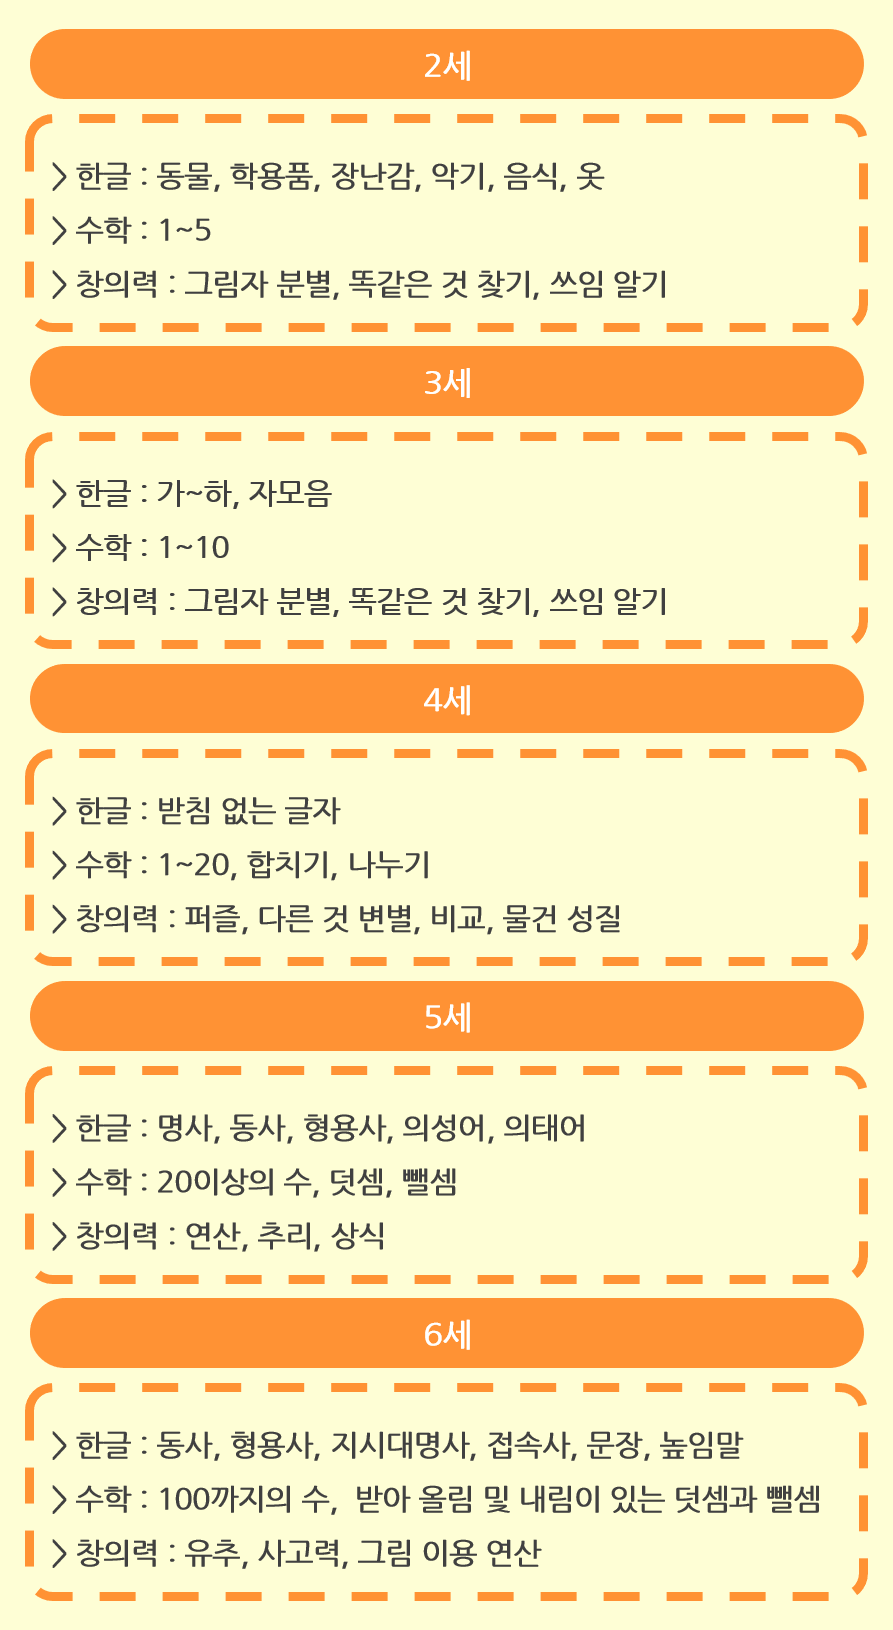 2세
> 한글 : 동물, 학용품, 장난감, 악기, 음식, 옷
> 수학 : 1~5
> 창의력 : 그림자 분별, 똑같은 것 찾기, 쓰임 알기
3세
> 한글 : 가~하, 자모음
> 수학 : 1~10
> 창의력 : 그림자 분별, 똑같은 것 찾기, 쓰임 알기
4세
> 한글 : 받침 없는 글자
> 수학 : 1~20, 합치기, 나누기
> 창의력 : 퍼즐, 다른 것 변별, 비교, 물건 성질
5세
> 한글 : 명사, 동사, 형용사, 의성어, 의태어
> 수학 : 20이상의 수, 덧셈, 뺄셈
> 창의력 : 연산, 추리, 상식
6세
> 한글 : 동사, 형용사, 지시대명사, 접속사, 문장, 높임말
> 수학 : 100까지의 수,  받아 올림 및 내림이 있는 덧셈과 뺄셈
> 창의력 : 유추, 사고력, 그림 이용 연산